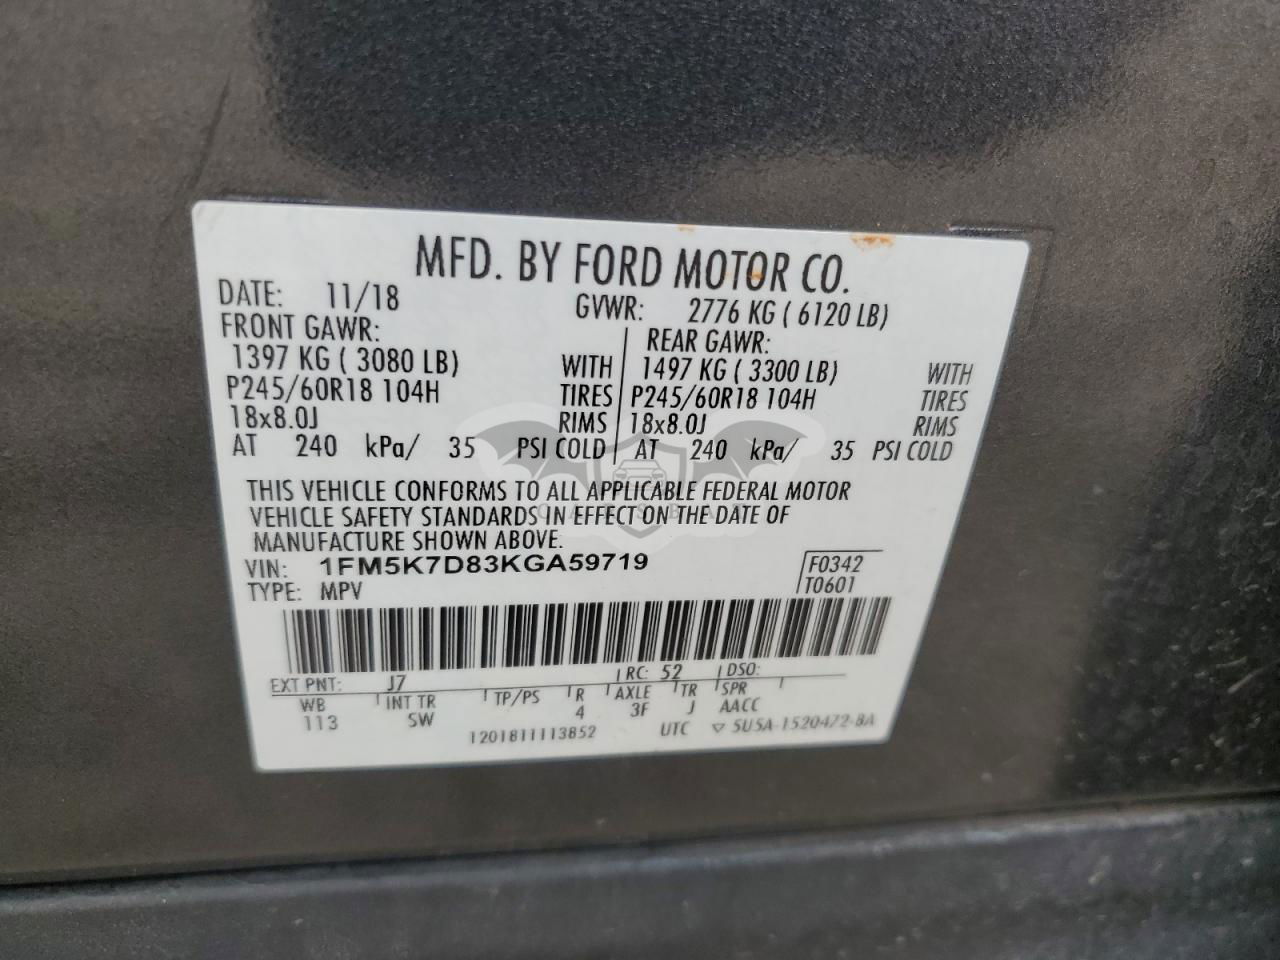 MFD. BY FORD MOTOR CO.
DATE: 11/18 GVWR: 2776 KG ( 6120 LB)
FRONT GAWR: REAR GAWR:
1397 KG ( 3080 LB) WITH 1497 KG ( 3300 LB) WITH
P245/60R18 104H TIRES P245/60R18 104H TIRES
18x8.0J RIMS 18x8.0J RIMS
AT 240 kPa/ 35 PSI COLD AT 240 kPa/ 35 PSI COLD
THIS VEHICLE CONFORMS TO ALL APPLICABLE FEDERAL MOTOR
VEHICLE SAFETY STANDARDS IN EFFECT ON THE DATE OF
MANUFACTURE SHOWN ABOVE.
VIN: 1FM5K7D83KGA59719 F0342
TYPE: MPV T0601
EXT PNT: J7 RC: 52 DSO:
WB INT TR TP/PS R AXLE TR SPR
113 SW 4 3F J AACC
1201811113852 UTC ▽ 5U5A-1520472-BA